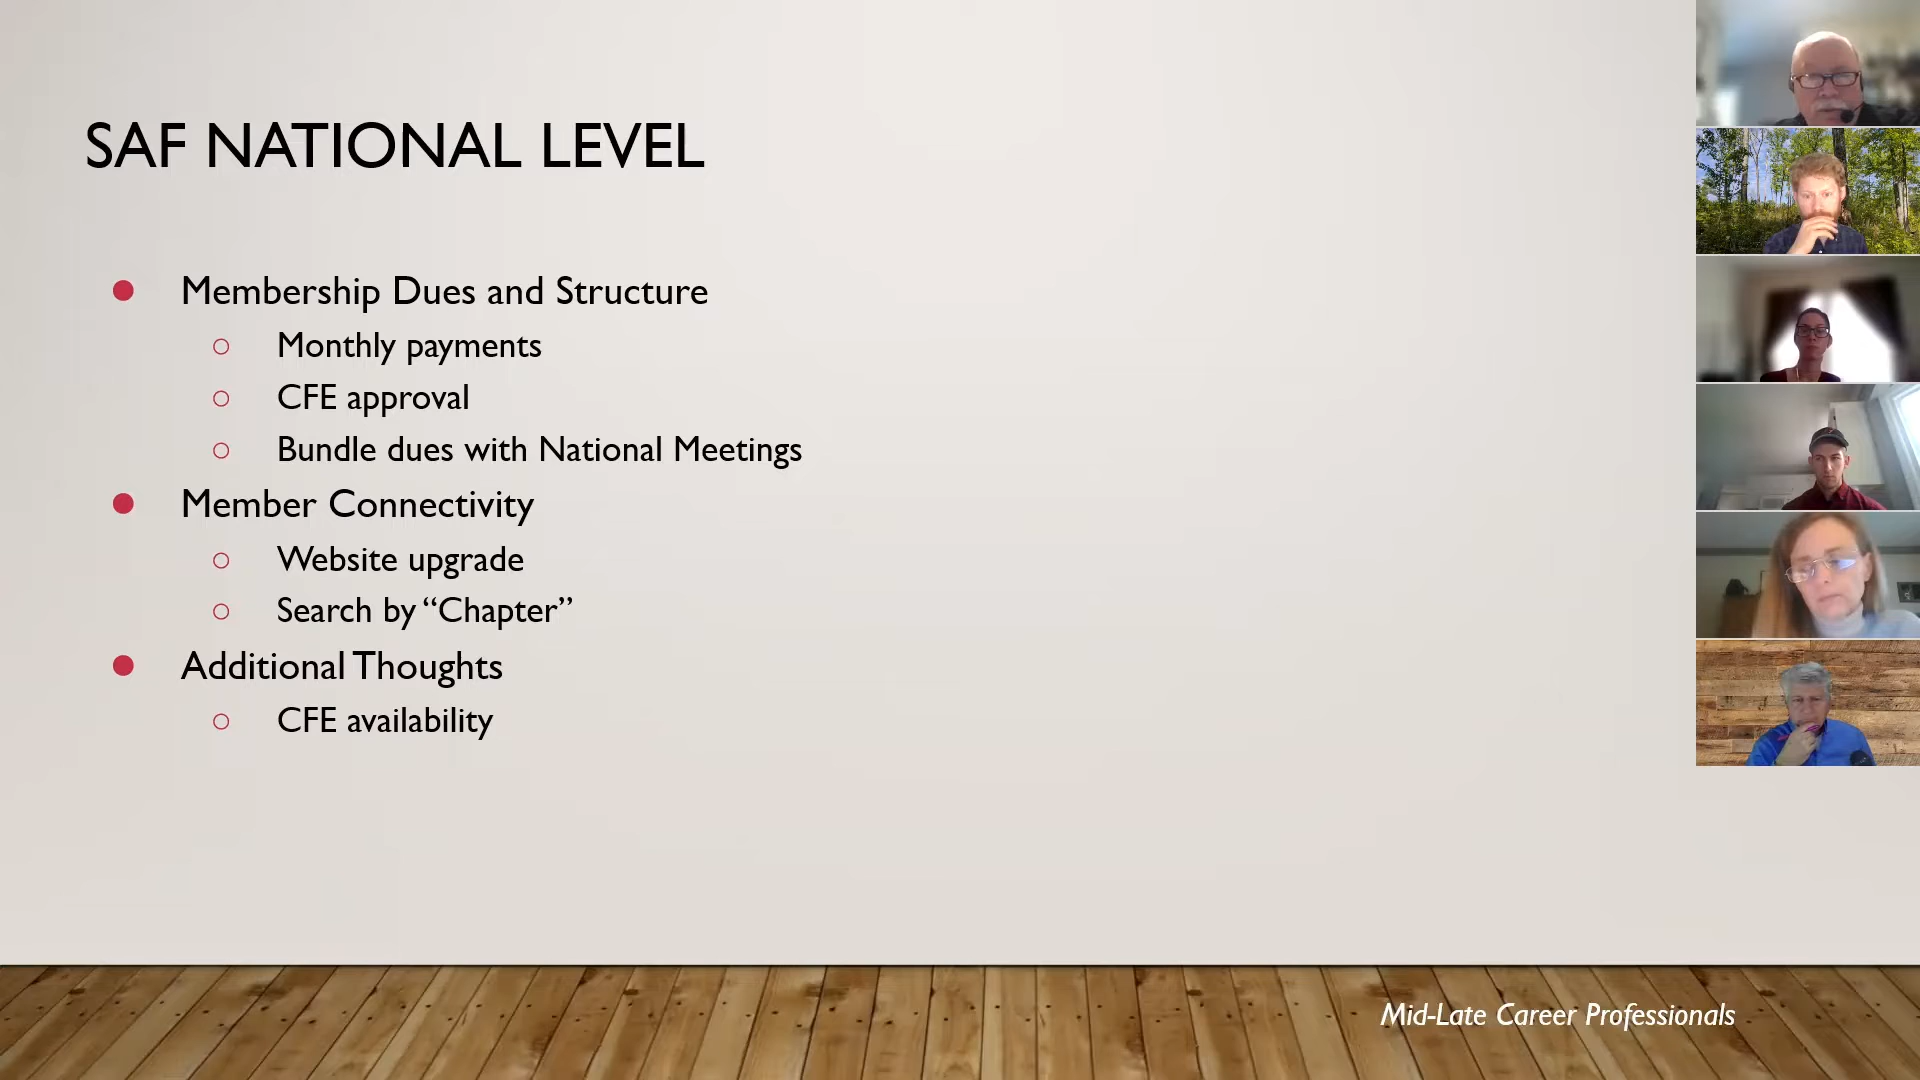 SAF NATIONAL LEVEL
Membership Dues and Structure
Monthly payments
CFE approval
Bundle dues with National Meetings
Member Connectivity
Website upgrade
Search by “Chapter”
Additional Thoughts
CFE availability
Mid-Late Career Professionals